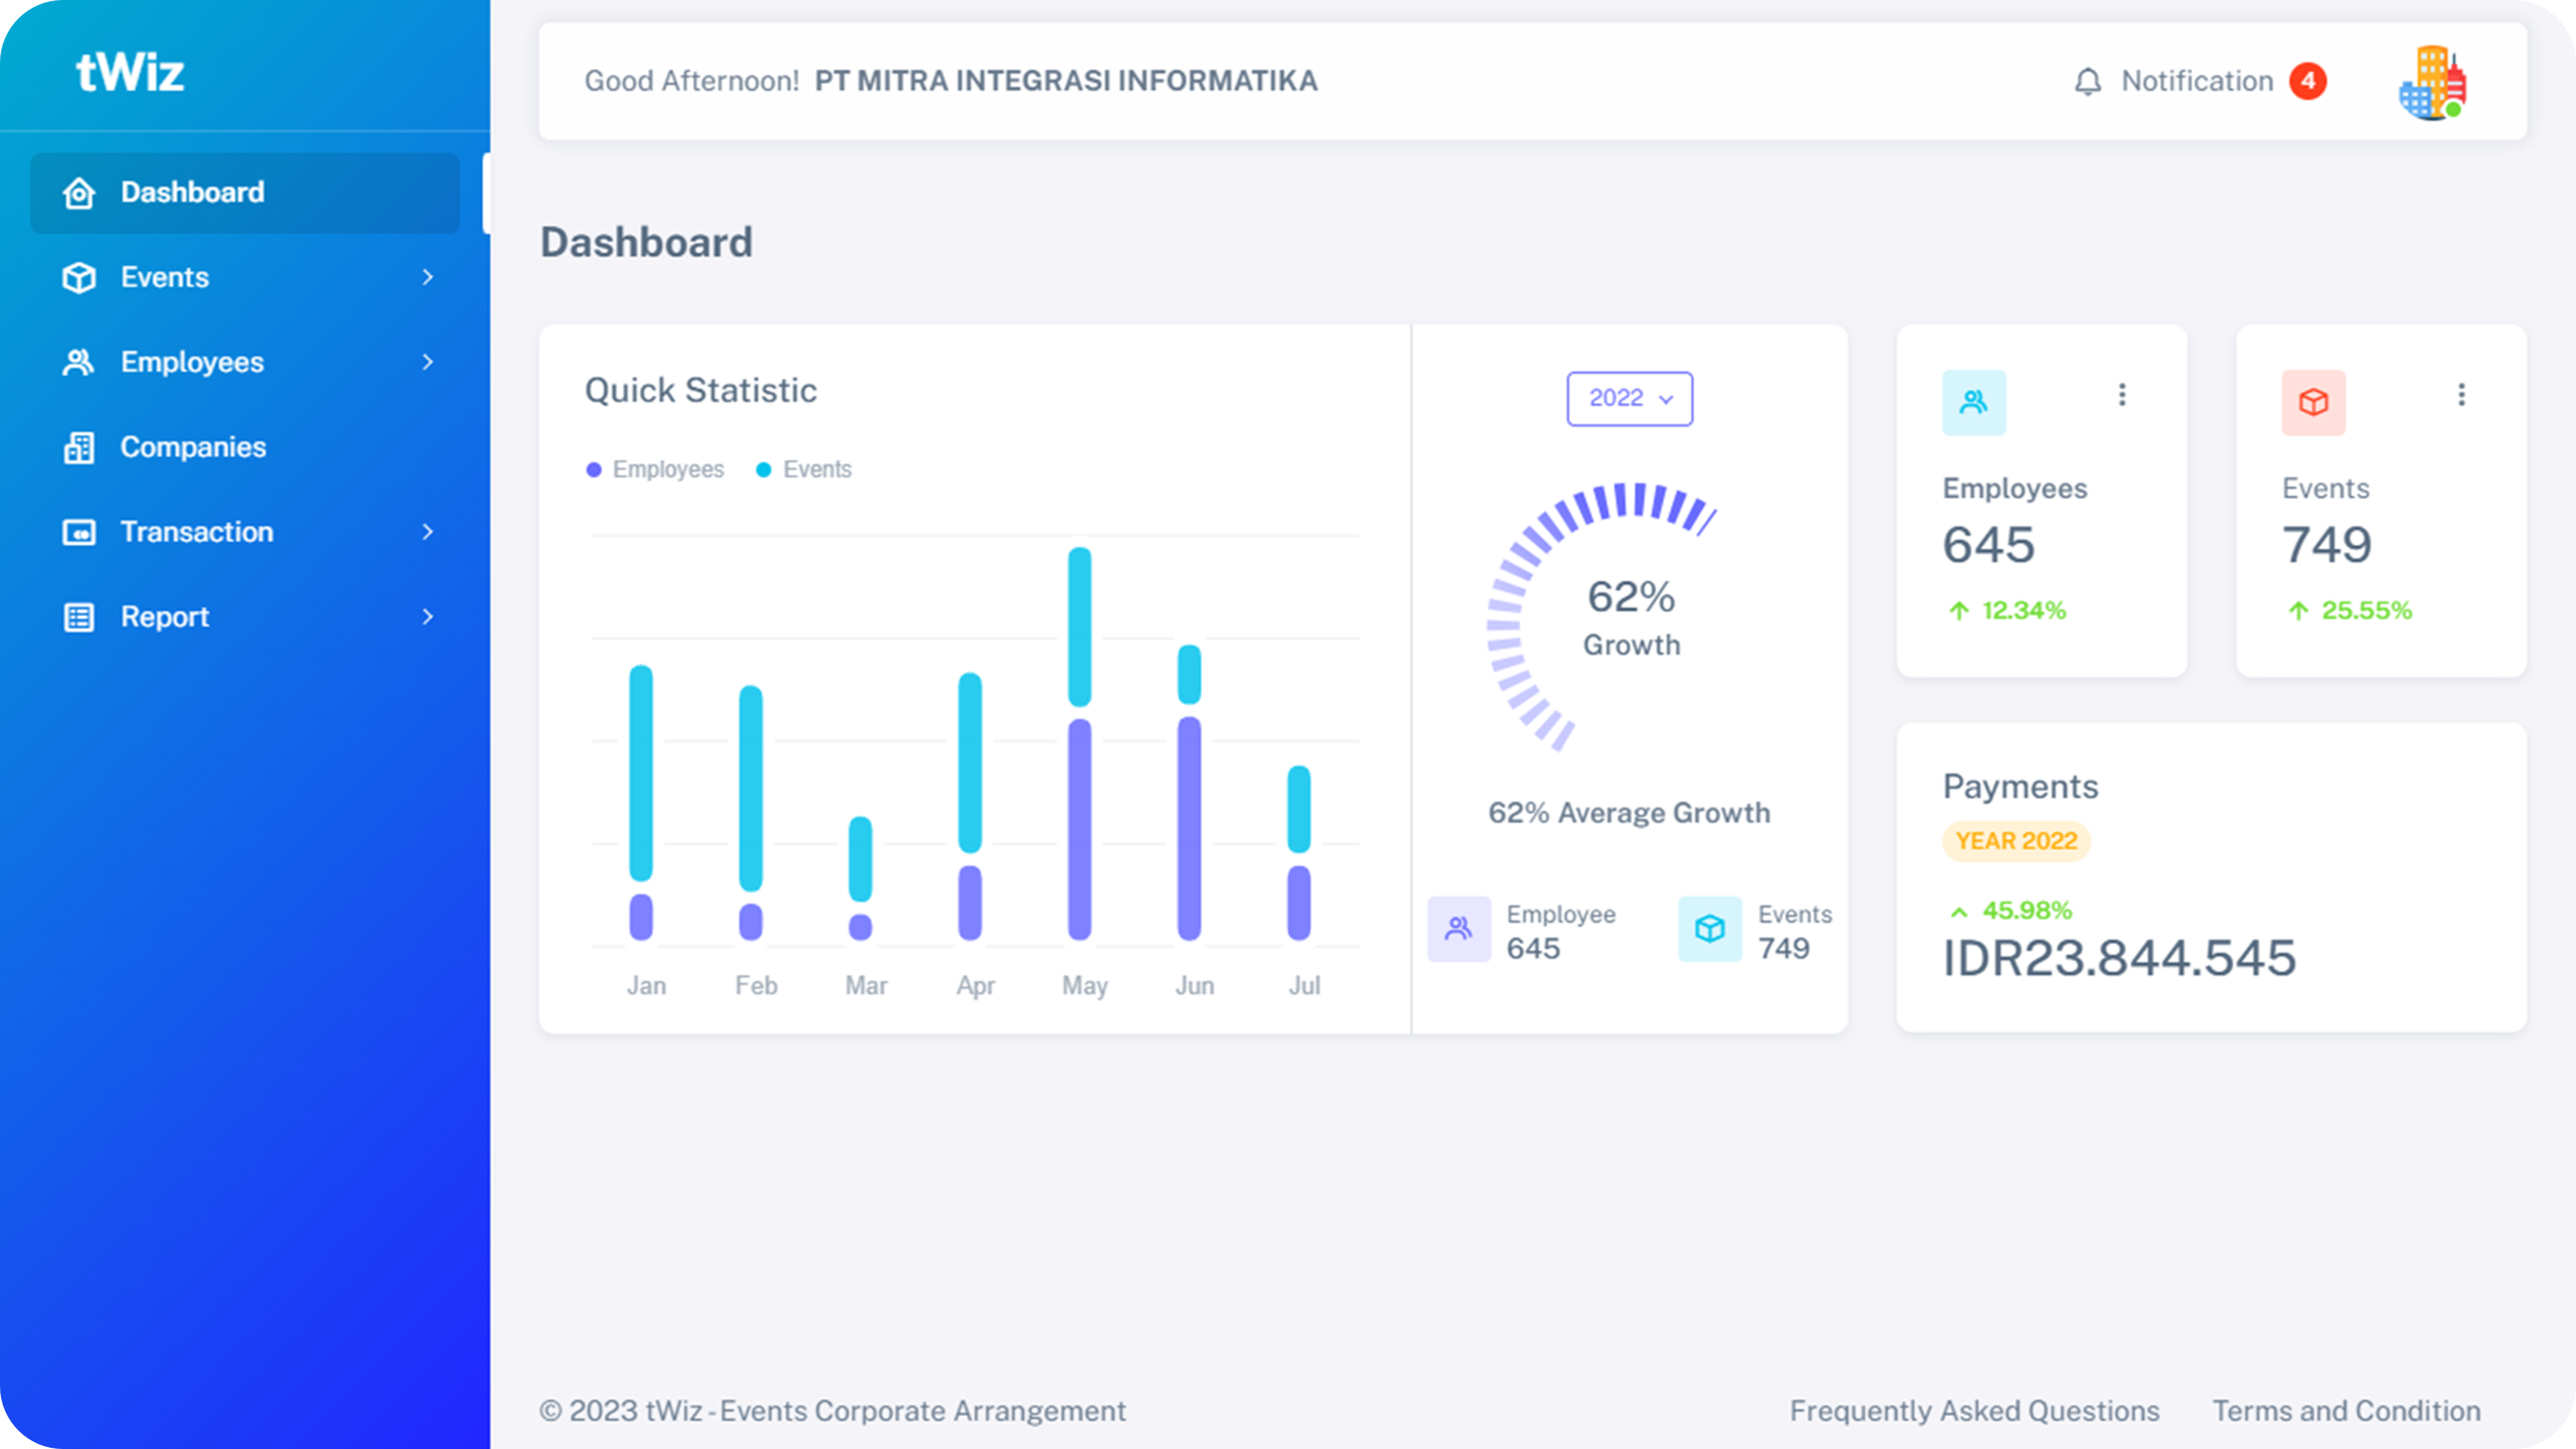 tWiz
Dashboard
Events
Employees
Companies
Transaction
Report
Good Afternoon! PT MITRA INTEGRASI INFORMATIKA
Notification 4
Dashboard
Quick Statistic
Employees Events
Jan Feb Mar Apr May Jun Jul
2022
62%
Growth
62% Average Growth
Employee
645
Events
749
Employees
645
12.34%
Events
749
25.55%
Payments
YEAR 2022
45.98%
IDR23.844.545
© 2023 tWiz - Events Corporate Arrangement
Frequently Asked Questions Terms and Condition